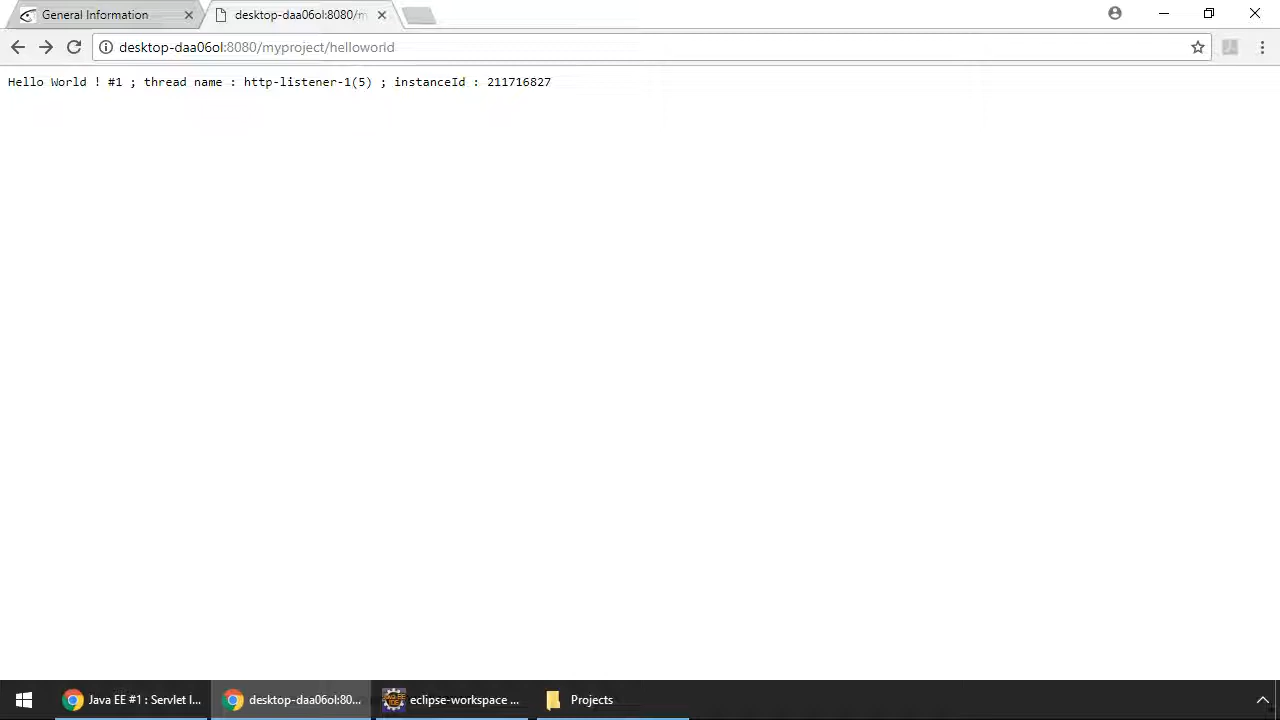 General Information
desktop-daa06ol:8080/m
desktop-daa06ol:8080/myproject/helloworld
Hello World ! #1 ; thread name : http-listener-1(5) ; instanceId : 211716827
Java EE #1 : Servlet I...
desktop-daa06ol:80...
eclipse-workspace ...
Projects